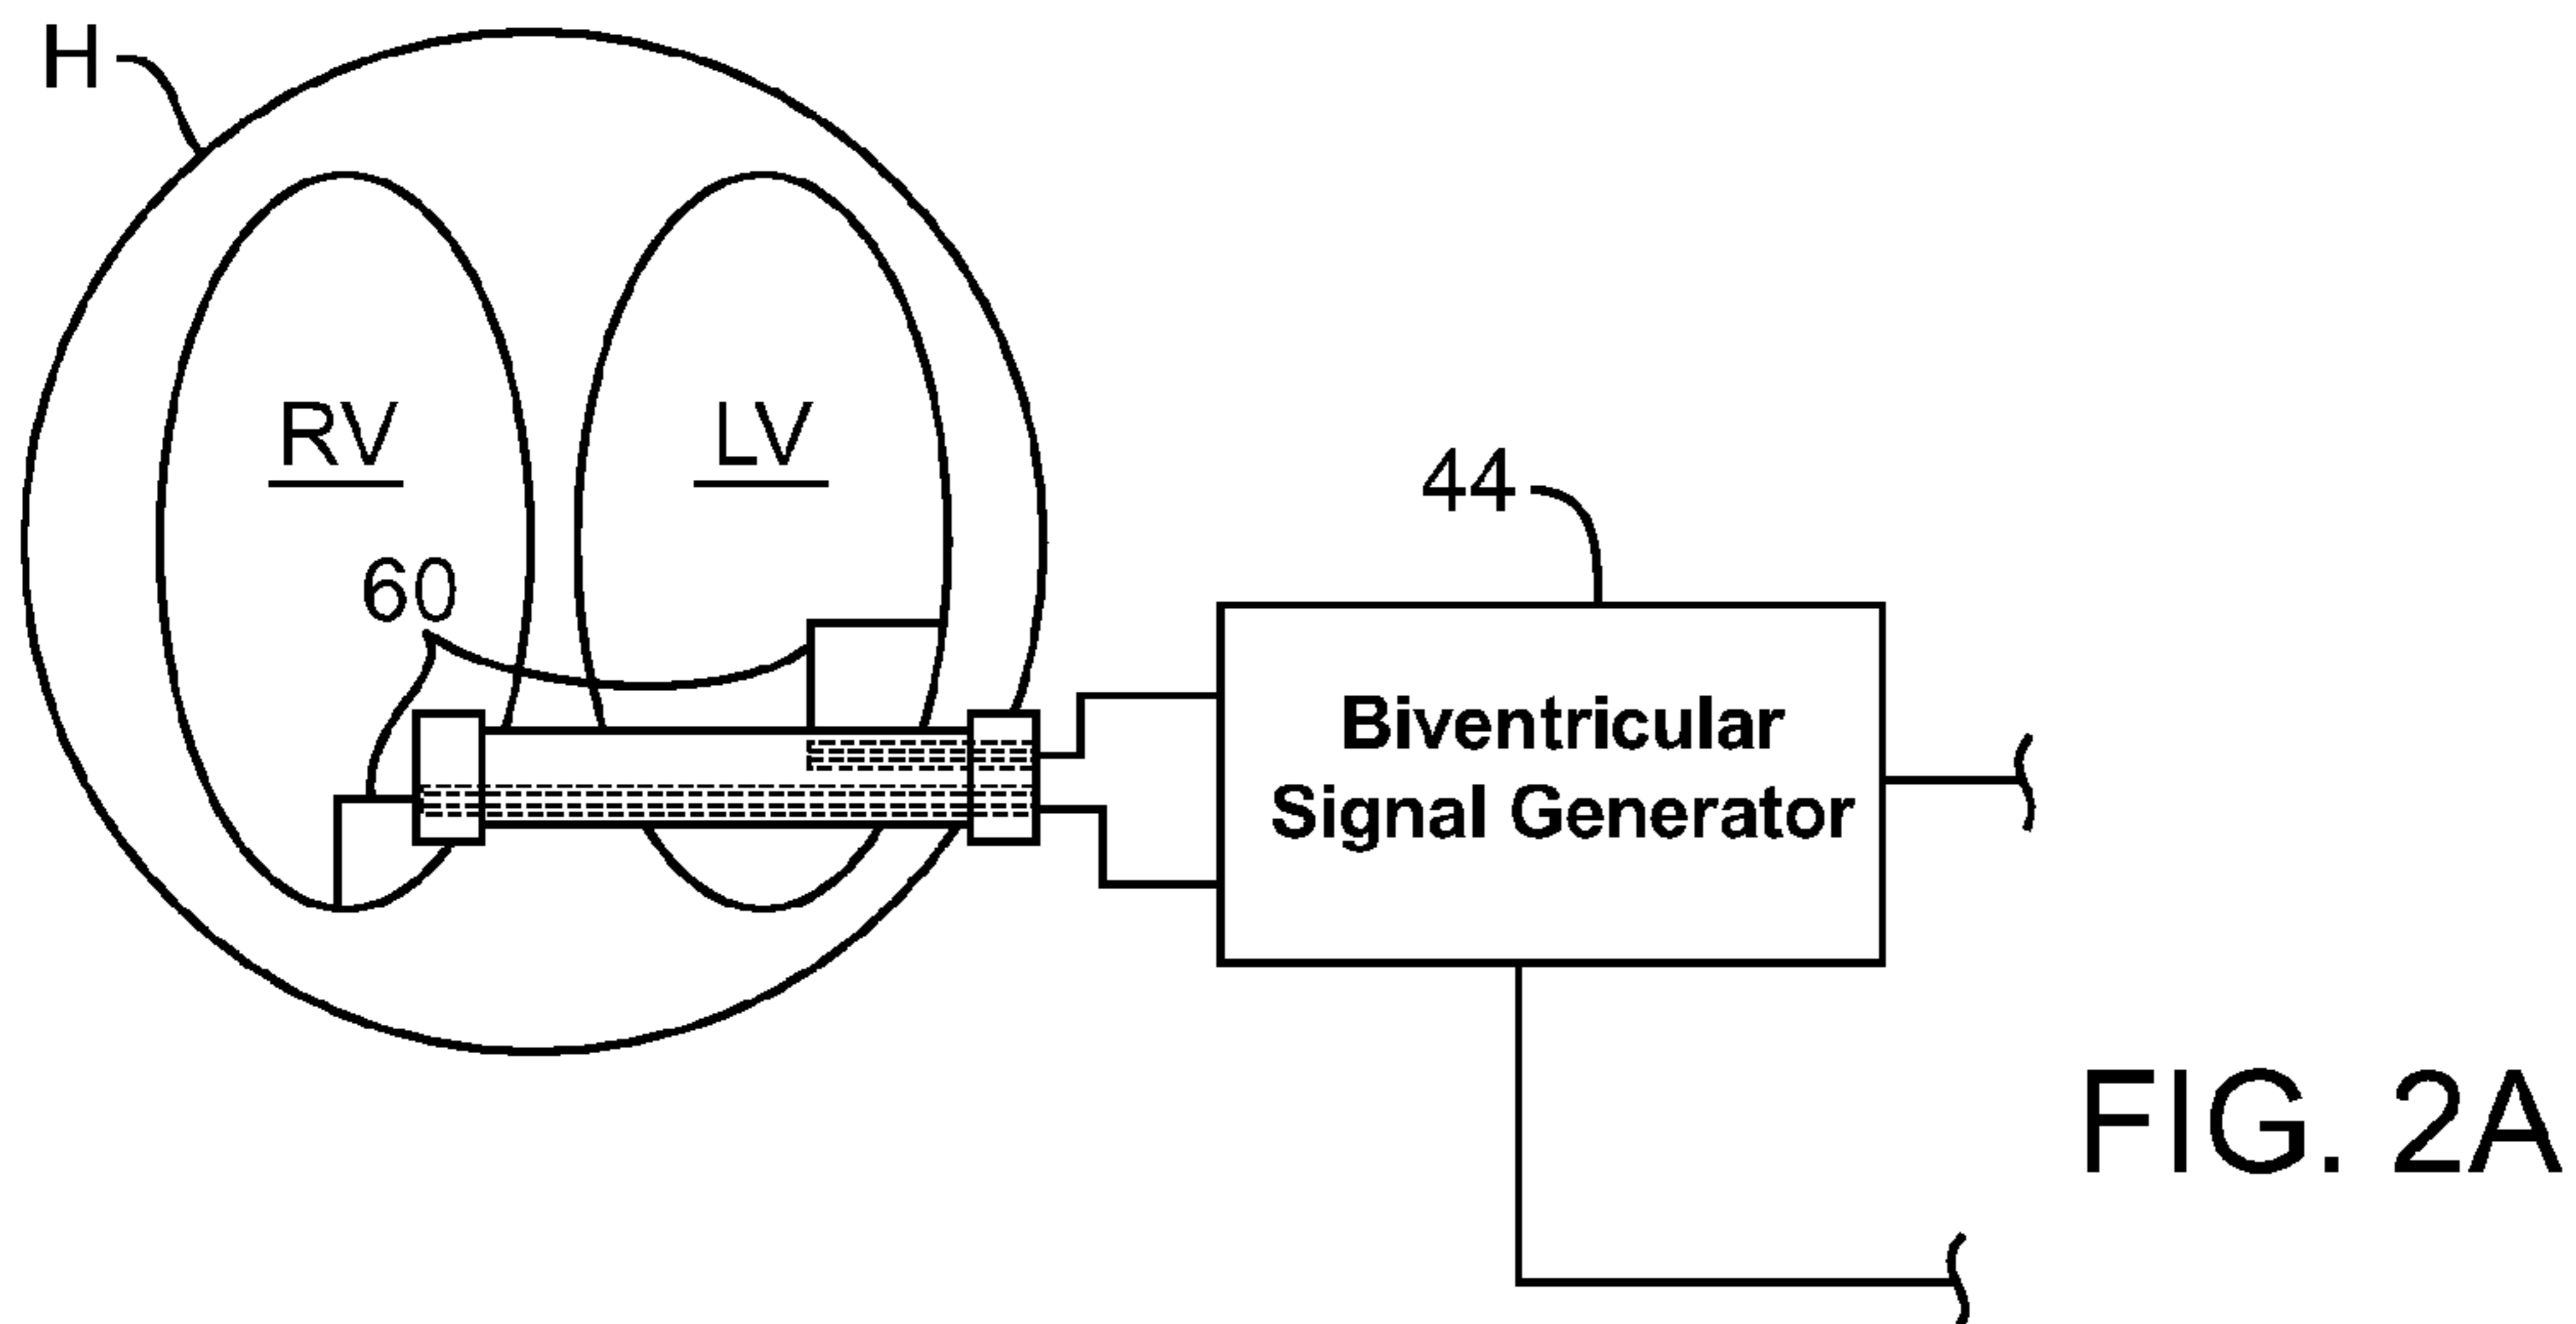 H
RV
LV
60
44
Biventricular
Signal Generator
FIG. 2A